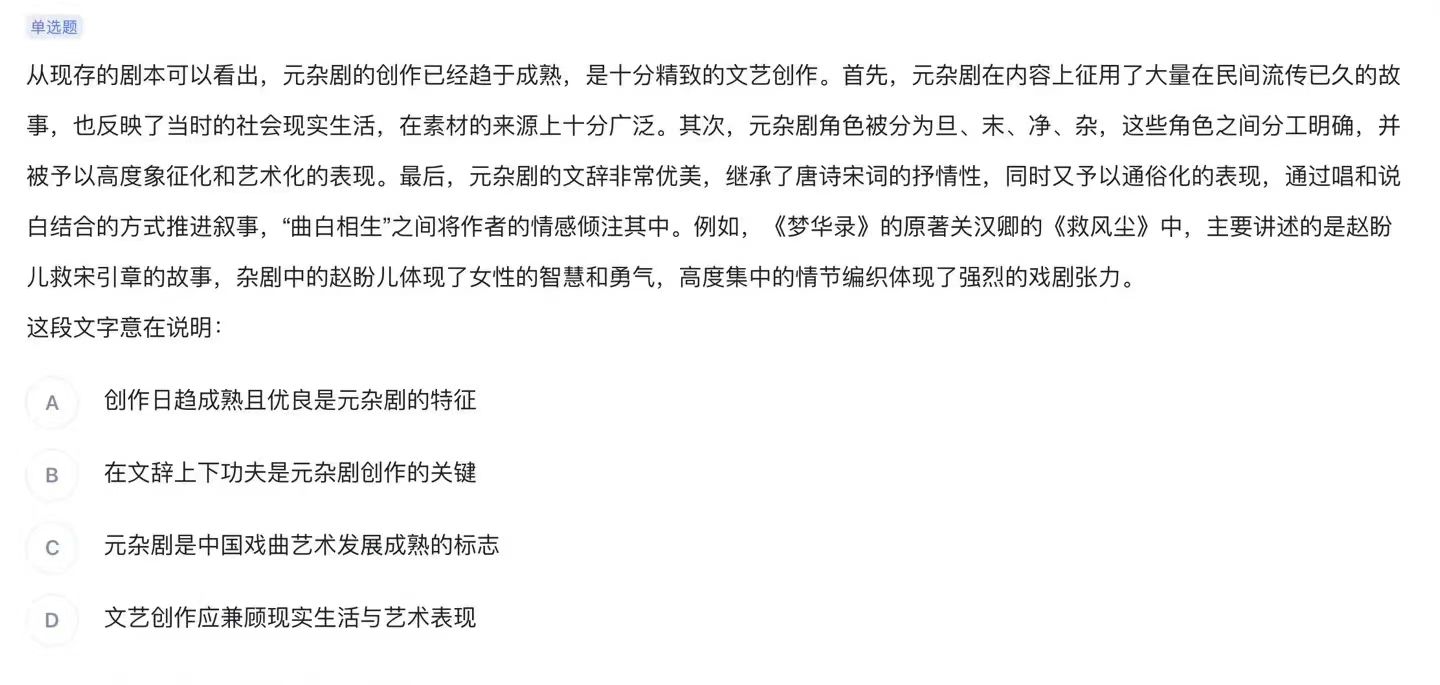 单选题
从现存的剧本可以看出，元杂剧的创作已经趋于成熟，是十分精致的文艺创作。首先，元杂剧在内容上征用了大量在民间流传已久的故
事，也反映了当时的社会现实生活，在素材的来源上十分广泛。其次，元杂剧角色被分为旦、末、净、杂，这些角色之间分工明确，并
被予以高度象征化和艺术化的表现。最后，元杂剧的文辞非常优美，继承了唐诗宋词的抒情性，同时又予以通俗化的表现，通过唱和说
白结合的方式推进叙事，“曲白相生”之间将作者的情感倾注其中。例如，《梦华录》的原著关汉卿的《救风尘》中，主要讲述的是赵盼
儿救宋引章的故事，杂剧中的赵盼儿体现了女性的智慧和勇气，高度集中的情节编织体现了强烈的戏剧张力。
这段文字意在说明：
A 创作日趋成熟且优良是元杂剧的特征
B 在文辞上下功夫是元杂剧创作的关键
C 元杂剧是中国戏曲艺术发展成熟的标志
D 文艺创作应兼顾现实生活与艺术表现